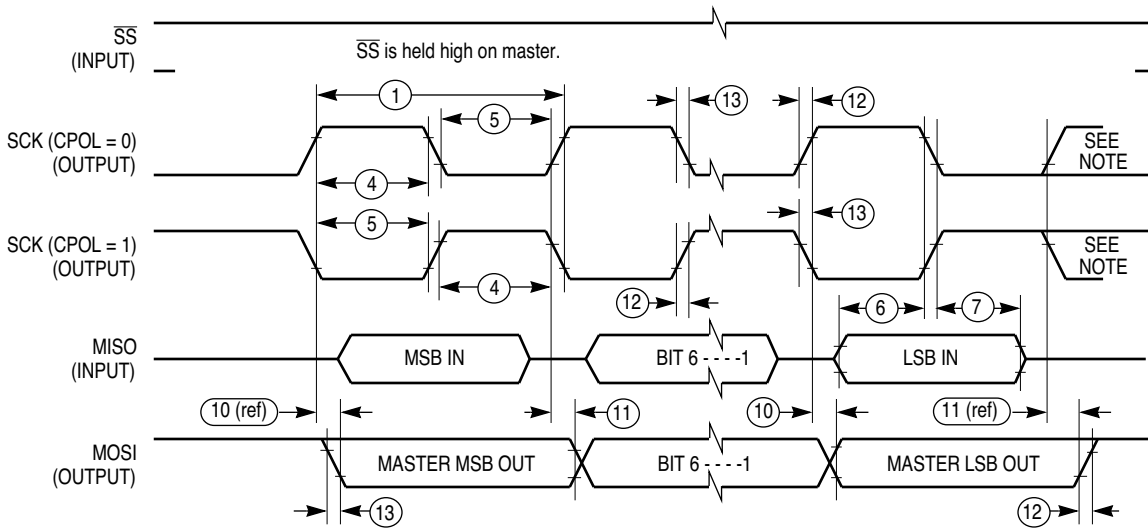 SS
(INPUT)
SS is held high on master.
1
5
13
12
SCK (CPOL = 0)
(OUTPUT)
SEE
NOTE
4
5
13
SCK (CPOL = 1)
(OUTPUT)
SEE
NOTE
4
12
6
7
MISO
(INPUT)
MSB IN
BIT 6 - - - -1
LSB IN
10 (ref)
11
10
11 (ref)
MOSI
(OUTPUT)
MASTER MSB OUT
BIT 6 - - - -1
MASTER LSB OUT
13
12